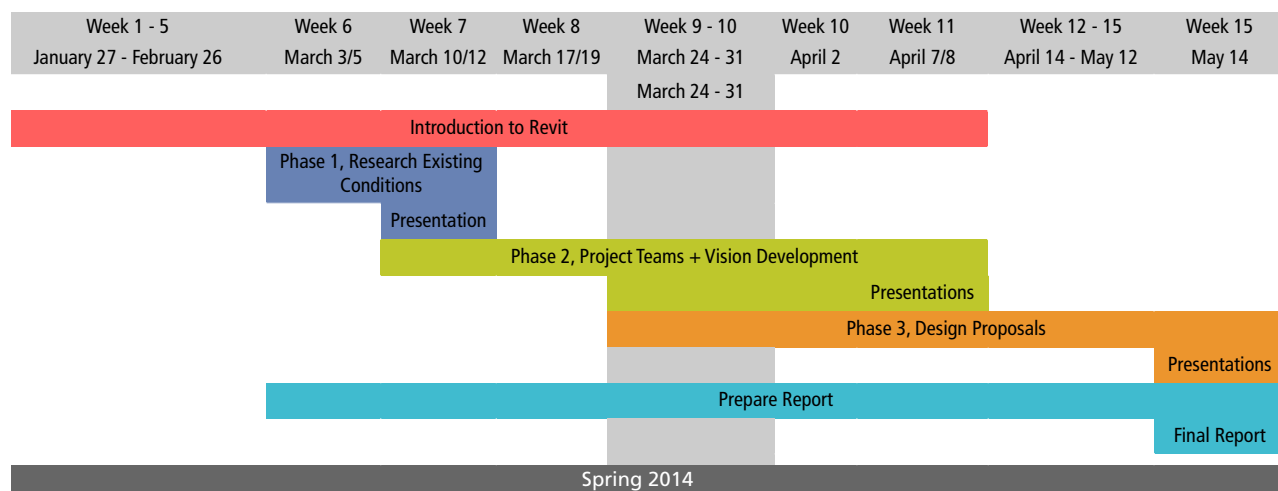 Week 1 - 5 Week 6 Week 7 Week 8 Week 9 - 10 Week 10 Week 11 Week 12 - 15 Week 15
January 27 - February 26 March 3/5 March 10/12 March 17/19 March 24 - 31 April 2 April 7/8 April 14 - May 12 May 14
March 24 - 31
Introduction to Revit
Phase 1, Research Existing
Conditions
Presentation
Phase 2, Project Teams + Vision Development
Presentations
Phase 3, Design Proposals
Presentations
Prepare Report
Final Report
Spring 2014